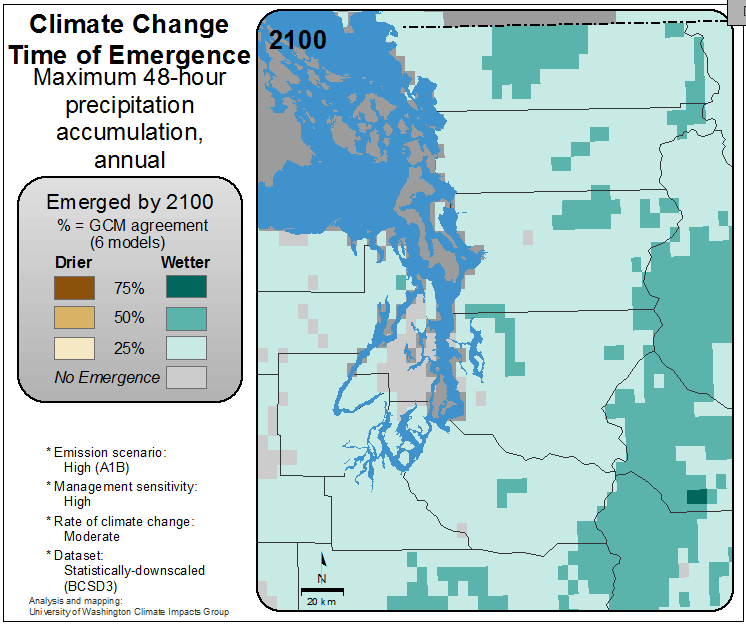 Climate Change
Time of Emergence
Maximum 48-hour
precipitation
accumulation,
annual
Emerged by 2100
% = GCM agreement
(6 models)
Drier Wetter
75%
50%
25%
No Emergence
* Emission scenario:
High (A1B)
* Management sensitivity:
High
* Rate of climate change:
Moderate
* Dataset:
Statistically-downscaled
(BCSD3)
Analysis and mapping:
University of Washington Climate Impacts Group
2100
N
20 km